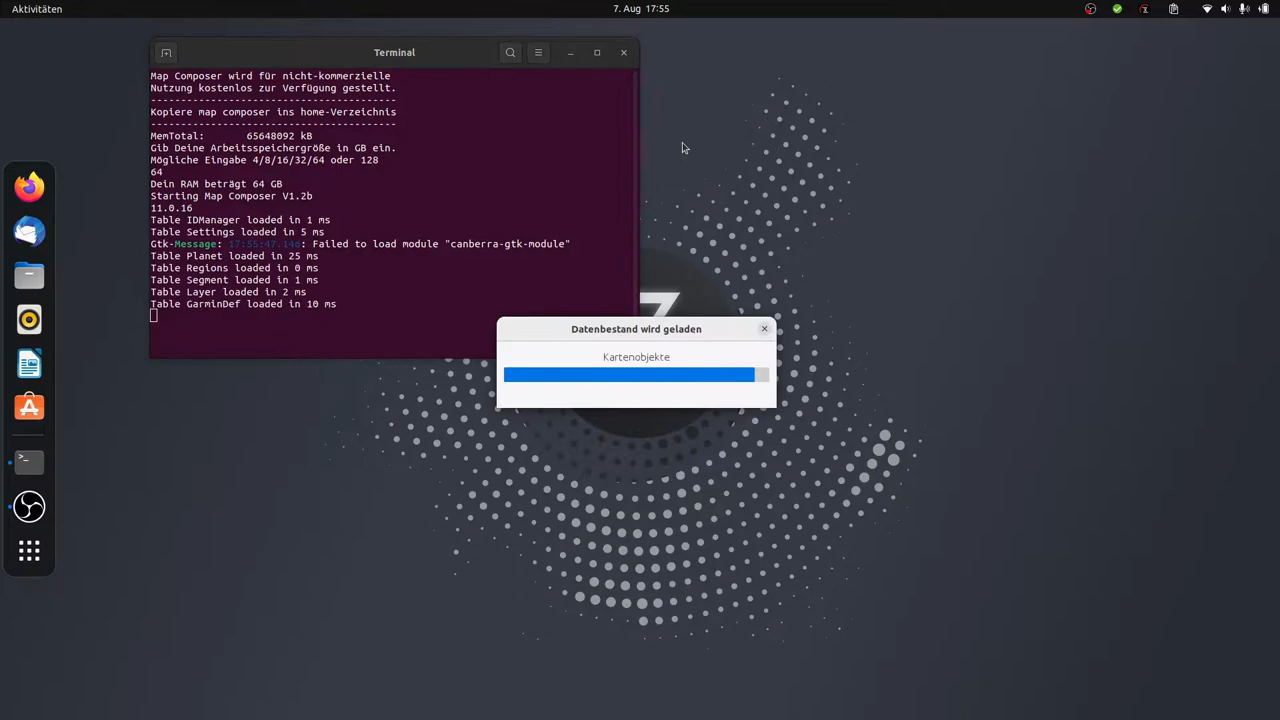 Aktivitäten
7. Aug 17:55
Terminal
Map Composer wird für nicht-kommerzielle
Nutzung kostenlos zur Verfügung gestellt.
-----------------------------------------
Kopiere map composer ins home-Verzeichnis
-----------------------------------------
MemTotal:       65648092 kB
Gib Deine Arbeitsspeichergröße in GB ein.
Mögliche Eingabe 4/8/16/32/64 oder 128
64
Dein RAM beträgt 64 GB
Starting Map Composer V1.2b
11.0.16
Table IDManager loaded in 1 ms
Table Settings loaded in 5 ms
Gtk-Message: 17:55:47.146: Failed to load module "canberra-gtk-module"
Table Planet loaded in 25 ms
Table Regions loaded in 0 ms
Table Segment loaded in 1 ms
Table Layer loaded in 2 ms
Table GarminDef loaded in 10 ms
Datenbestand wird geladen
Kartenobjekte